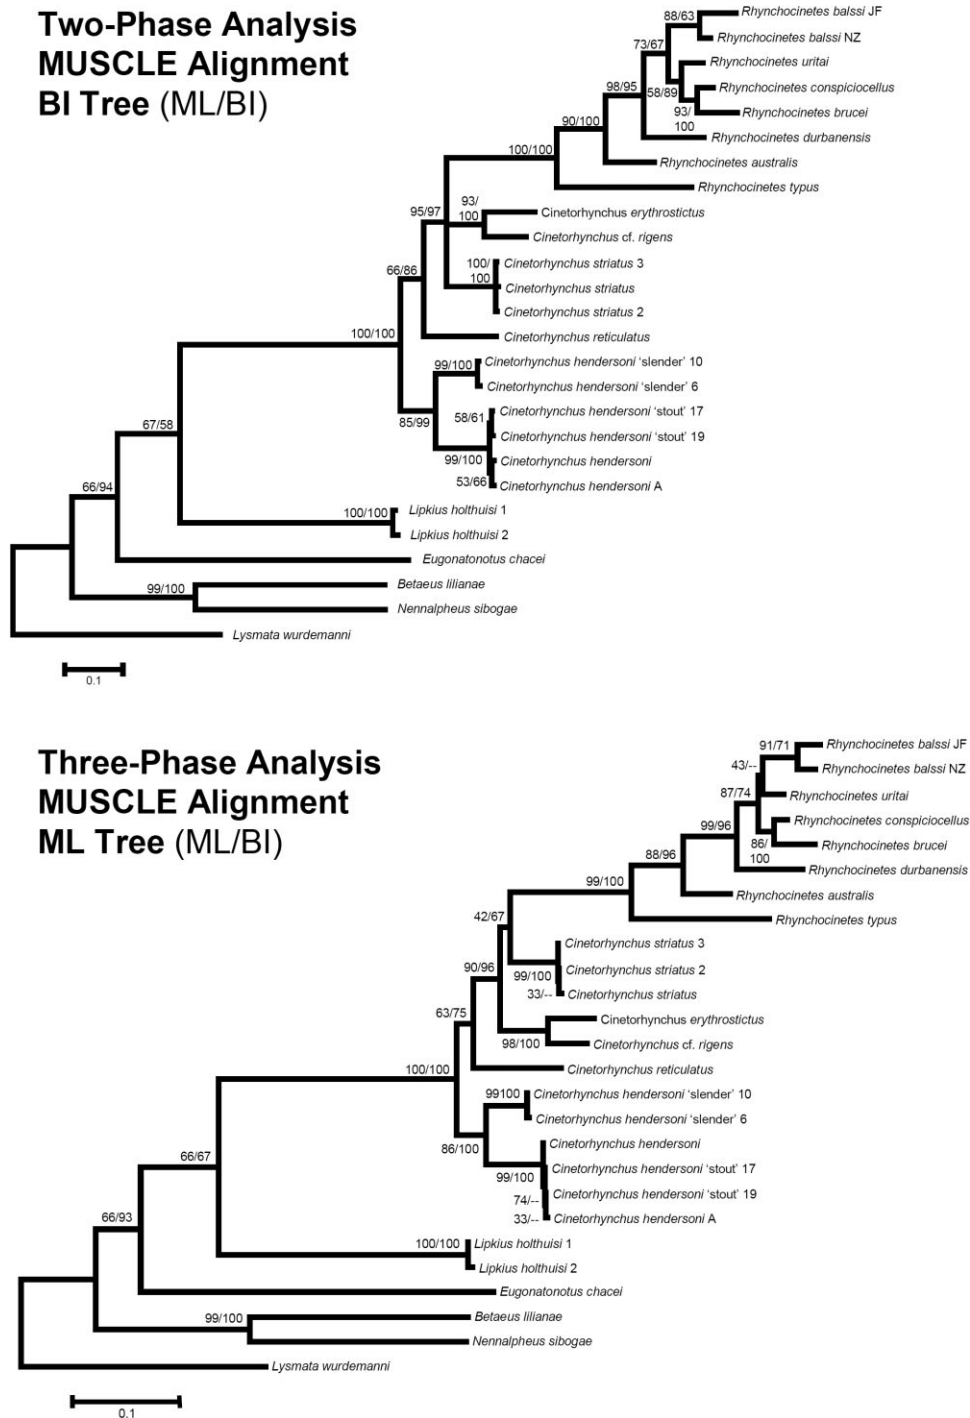 Two-Phase Analysis
MUSCLE Alignment
BI Tree (ML/BI)
88/63
Rhynchocinetes balssi JF
Rhynchocinetes balssi NZ
73/67
Rhynchocinetes uritai
98/95
58/89
Rhynchocinetes conspiciocellus
93/
100
Rhynchocinetes brucei
90/100
Rhynchocinetes durbanensis
100/100
Rhynchocinetes australis
Rhynchocinetes typus
95/97
93/
100
Cinetorhynchus erythrostictus
Cinetorhynchus cf. rigens
66/86
100/
100
Cinetorhynchus striatus 3
Cinetorhynchus striatus
Cinetorhynchus striatus 2
100/100
Cinetorhynchus reticulatus
99/100
Cinetorhynchus hendersoni 'slender' 10
Cinetorhynchus hendersoni 'slender' 6
85/99
58/61
Cinetorhynchus hendersoni 'stout' 17
Cinetorhynchus hendersoni 'stout' 19
99/100
Cinetorhynchus hendersoni
53/66
Cinetorhynchus hendersoni A
67/58
66/94
100/100
Lipkius holthuisi 1
Lipkius holthuisi 2
Eugonatonotus chacei
99/100
Betaeus lilianae
Nennalpheus sibogae
Lysmata wurdemanni
0.1
Three-Phase Analysis
MUSCLE Alignment
ML Tree (ML/BI)
91/71
Rhynchocinetes balssi JF
43/--
Rhynchocinetes balssi NZ
87/74
Rhynchocinetes uritai
99/96
Rhynchocinetes conspiciocellus
86/
100
Rhynchocinetes brucei
88/96
Rhynchocinetes durbanensis
99/100
Rhynchocinetes australis
Rhynchocinetes typus
42/67
Cinetorhynchus striatus 3
90/96
99/100
Cinetorhynchus striatus 2
33/--
Cinetorhynchus striatus
63/75
Cinetorhynchus erythrostictus
98/100
Cinetorhynchus cf. rigens
100/100
Cinetorhynchus reticulatus
99100
Cinetorhynchus hendersoni 'slender' 10
Cinetorhynchus hendersoni 'slender' 6
86/100
Cinetorhynchus hendersoni
99/100
Cinetorhynchus hendersoni 'stout' 17
74/--
Cinetorhynchus hendersoni 'stout' 19
33/--
Cinetorhynchus hendersoni A
66/67
66/93
100/100
Lipkius holthuisi 1
Lipkius holthuisi 2
Eugonatonotus chacei
99/100
Betaeus lilianae
Nennalpheus sibogae
Lysmata wurdemanni
0.1